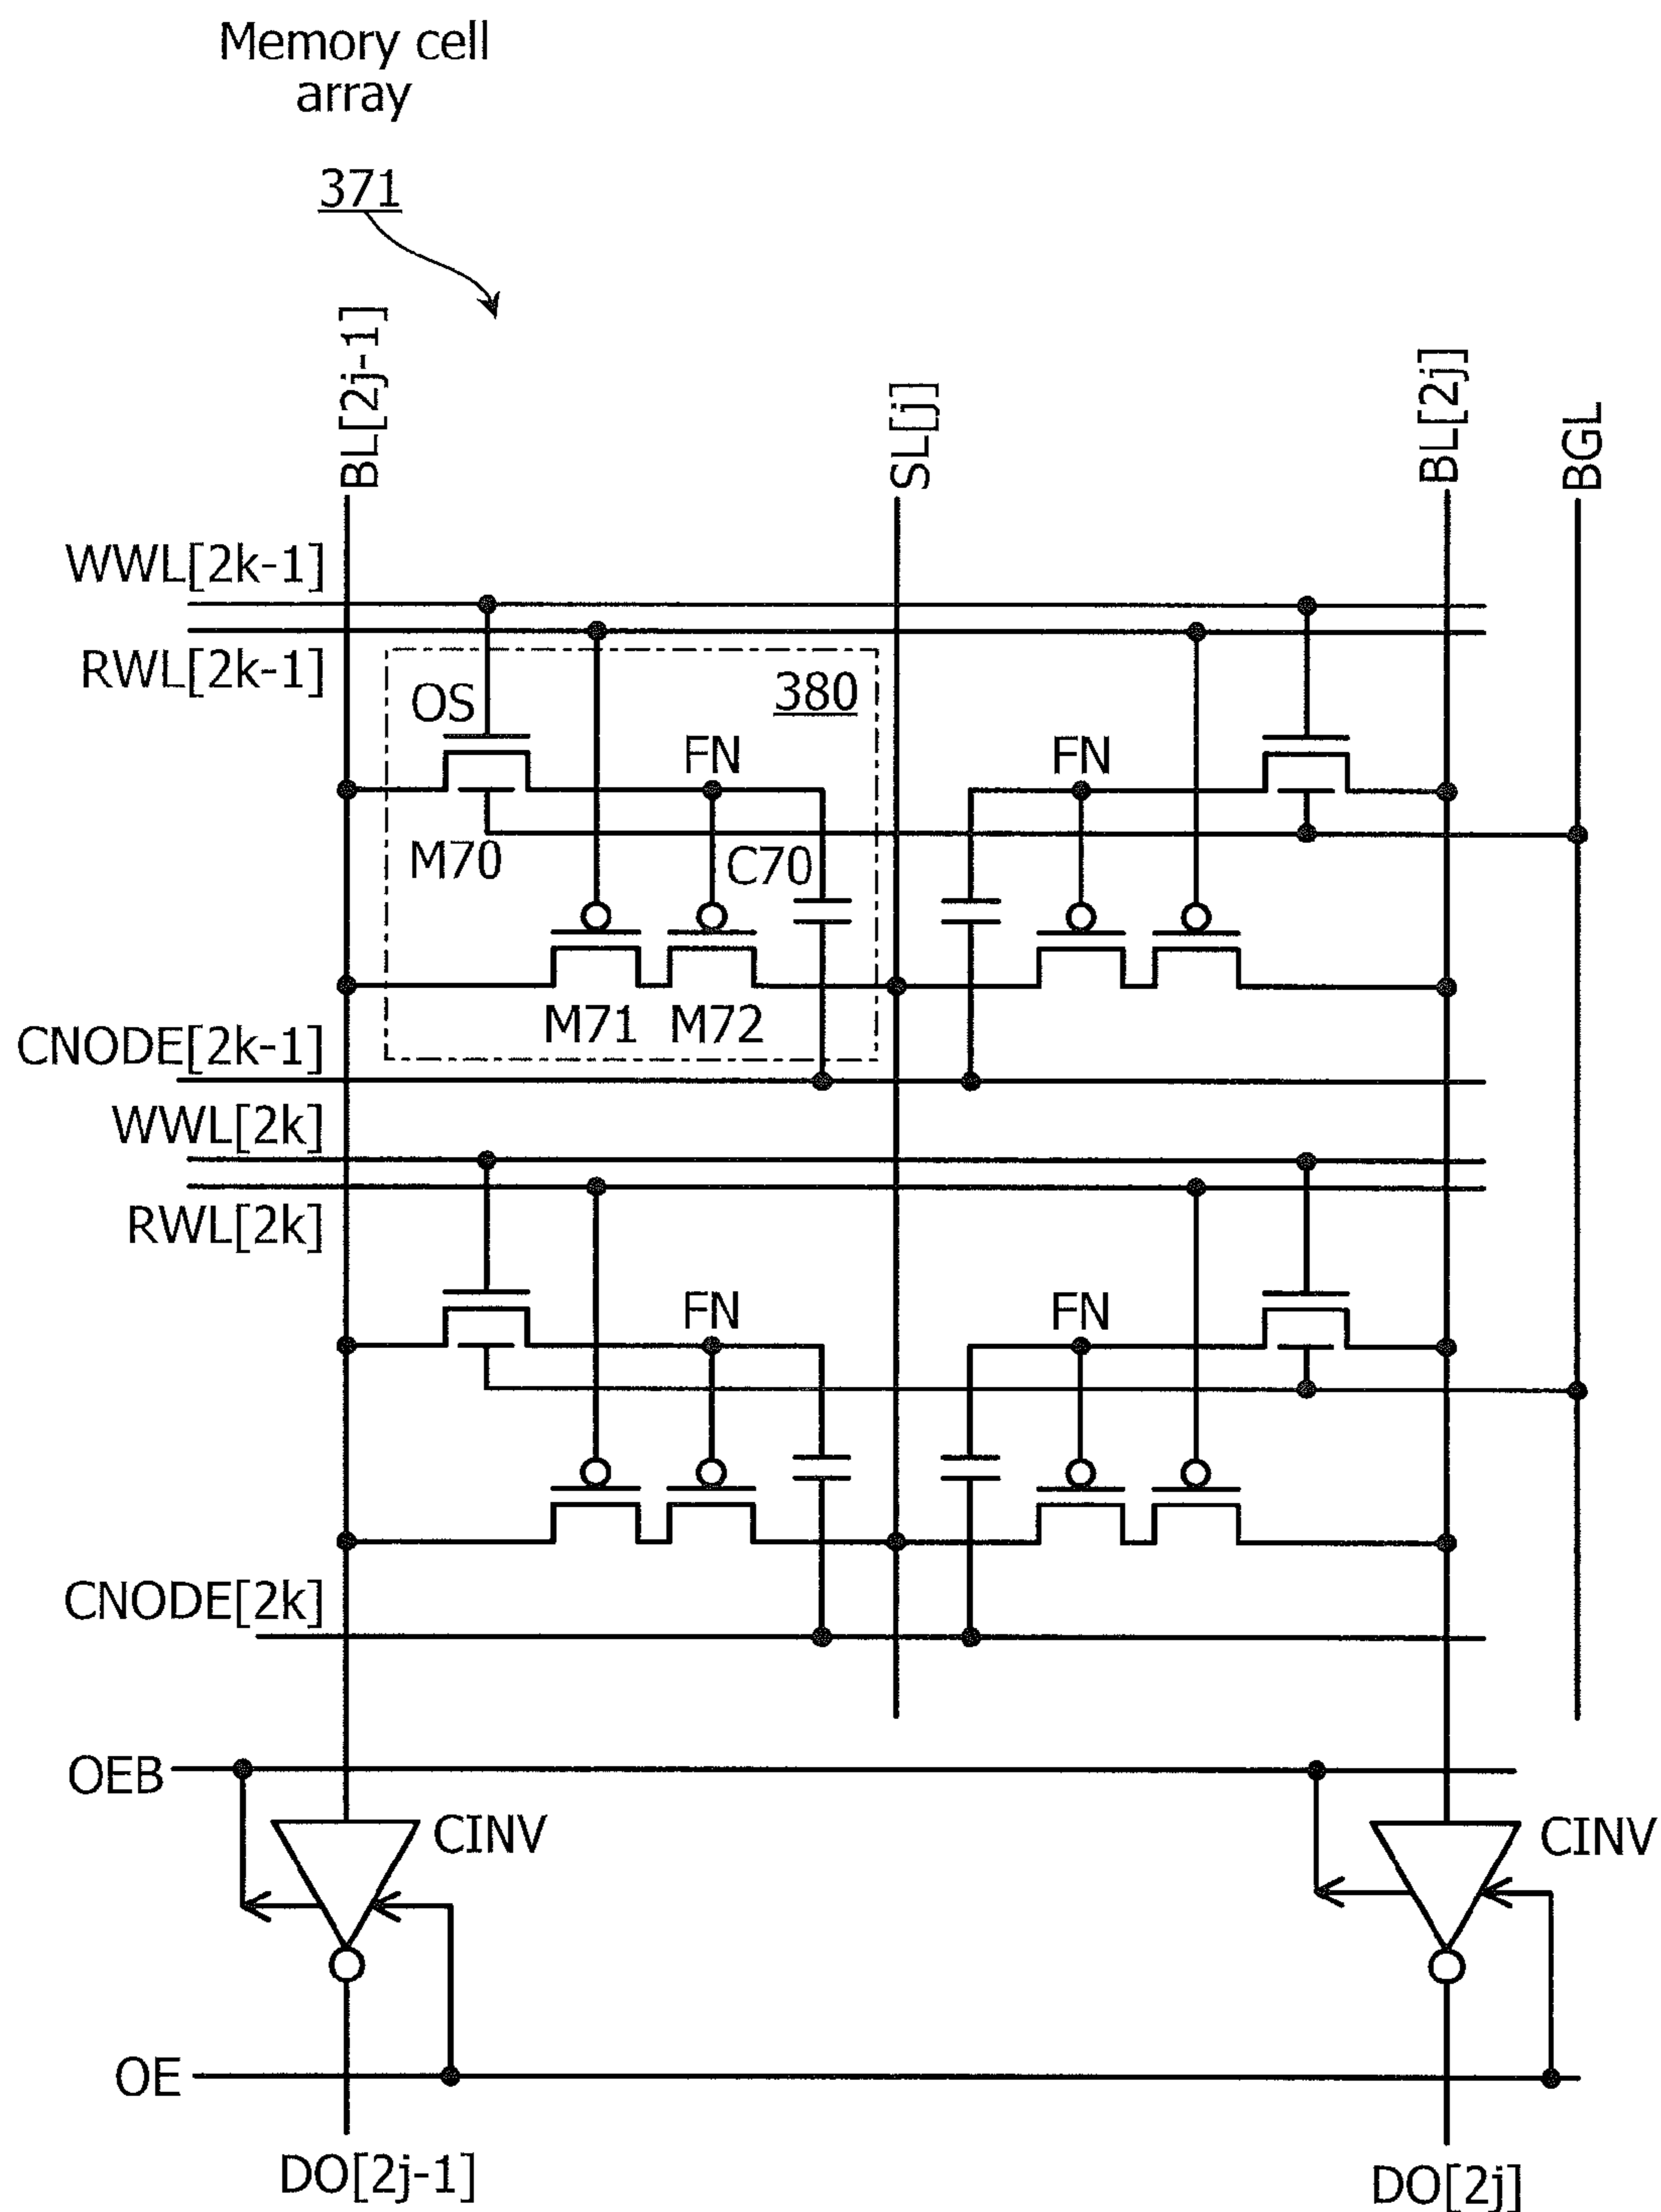 Memory cell
array
371
BL[2j-1]
SL[j]
BL[2j]
BGL
WWL[2k-1]
RWL[2k-1]
OS
380
FN
FN
M70
C70
M71
M72
CNODE[2k-1]
WWL[2k]
RWL[2k]
FN
FN
CNODE[2k]
OEB
CINV
CINV
OE
DO[2j-1]
DO[2j]